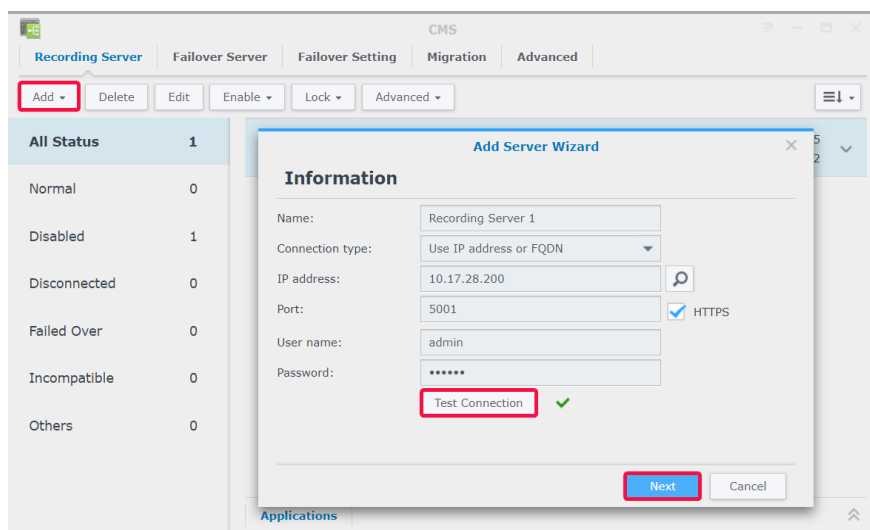 CMS
Recording Server Failover Server Failover Setting Migration Advanced
Add Delete Edit Enable Lock Advanced
All Status 1
Normal 0
Disabled 1
Disconnected 0
Failed Over 0
Incompatible 0
Others 0
5
2
Add Server Wizard
Information
Name: Recording Server 1
Connection type: Use IP address or FQDN
IP address: 10.17.28.200
Port: 5001 HTTPS
User name: admin
Password: ••••••
Test Connection
Next Cancel
Applications